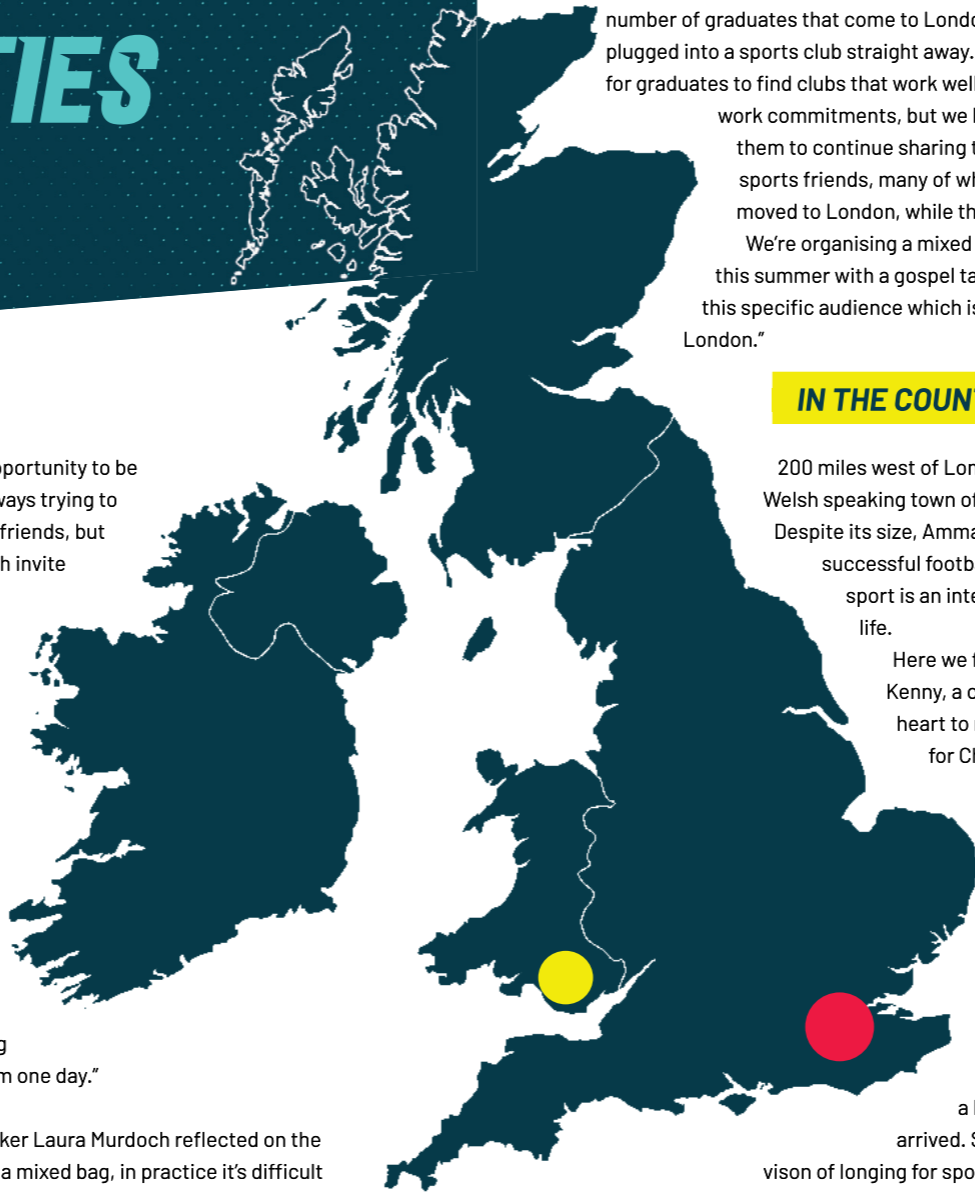 TIES
pportunity to be
ways trying to
friends, but
h invite
g
m one day.”
ker Laura Murdoch reflected on the
a mixed bag, in practice it’s difficult
number of graduates that come to Londo
plugged into a sports club straight away.
for graduates to find clubs that work well
work commitments, but we
them to continue sharing t
sports friends, many of wh
moved to London, while th
We’re organising a mixed
this summer with a gospel ta
this specific audience which is
London.”
IN THE COUN
200 miles west of Lon
Welsh speaking town of
Despite its size, Amma
successful footba
sport is an inte
life.
Here we f
Kenny, a c
heart to
for Ch
a
arrived. S
vison of longing for spo